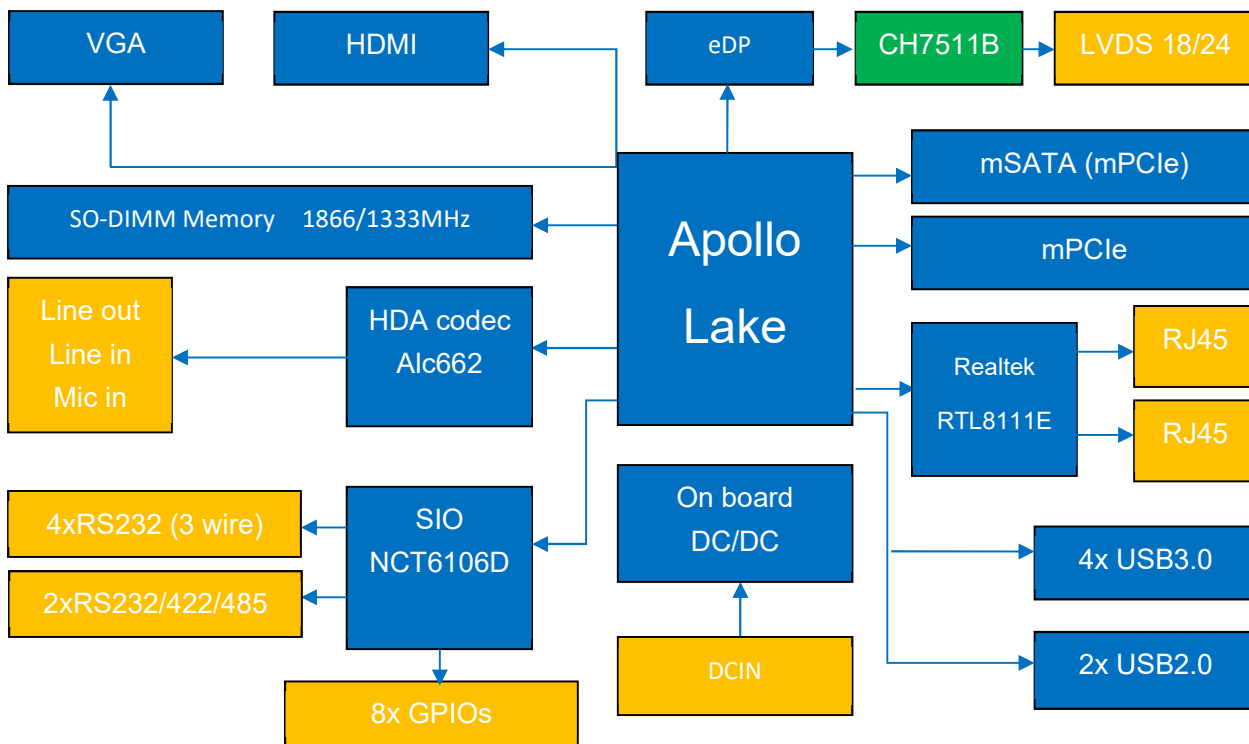 VGA
HDMI
eDP
CH7511B
LVDS 18/24
mSATA (mPCIe)
SO-DIMM Memory 1866/1333MHz
Apollo
Lake
mPCIe
Line out
Line in
Mic in
HDA codec
Alc662
Realtek
RTL8111E
RJ45
RJ45
4xRS232 (3 wire)
2xRS232/422/485
SIO
NCT6106D
On board
DC/DC
4x USB3.0
DCIN
2x USB2.0
8x GPIOs